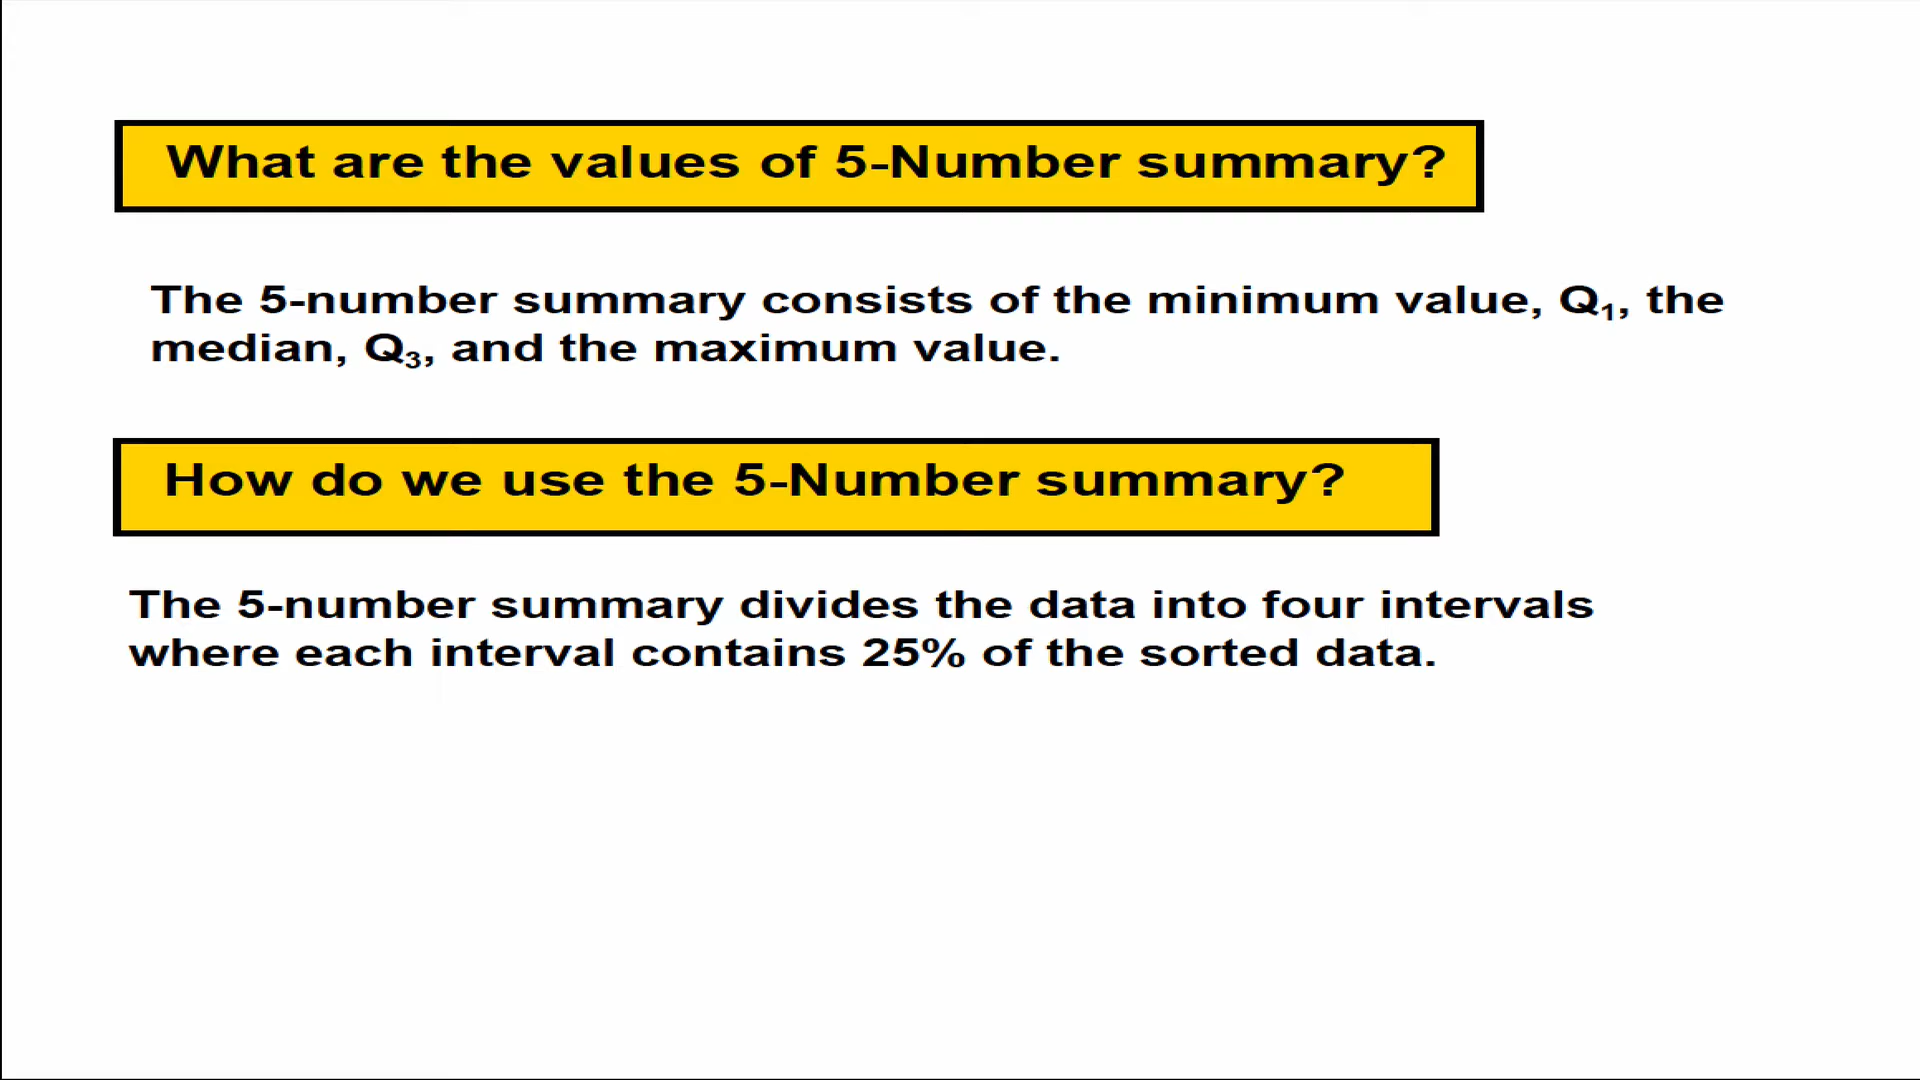 What are the values of 5-Number summary?
The 5-number summary consists of the minimum value, Q₁, the
median, Q₃, and the maximum value.
How do we use the 5-Number summary?
The 5-number summary divides the data into four intervals
where each interval contains 25% of the sorted data.